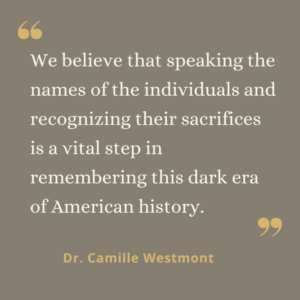 “
We believe that speaking the
names of the individuals and
recognizing their sacrifices
is a vital step in
remembering this dark era
of American history.
”
Dr. Camille Westmont